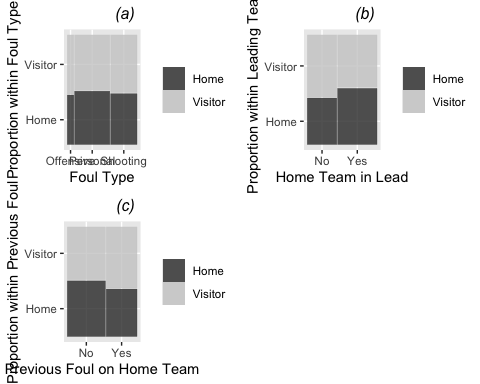 (a)
Proportion within Foul Type
Visitor
Home
Offensive Personal Shooting
Foul Type
Home
Visitor
(b)
Proportion within Leading Tea
Visitor
Home
No Yes
Home Team in Lead
Home
Visitor
(c)
Proportion within Previous Foul
Visitor
Home
No Yes
Previous Foul on Home Team
Home
Visitor